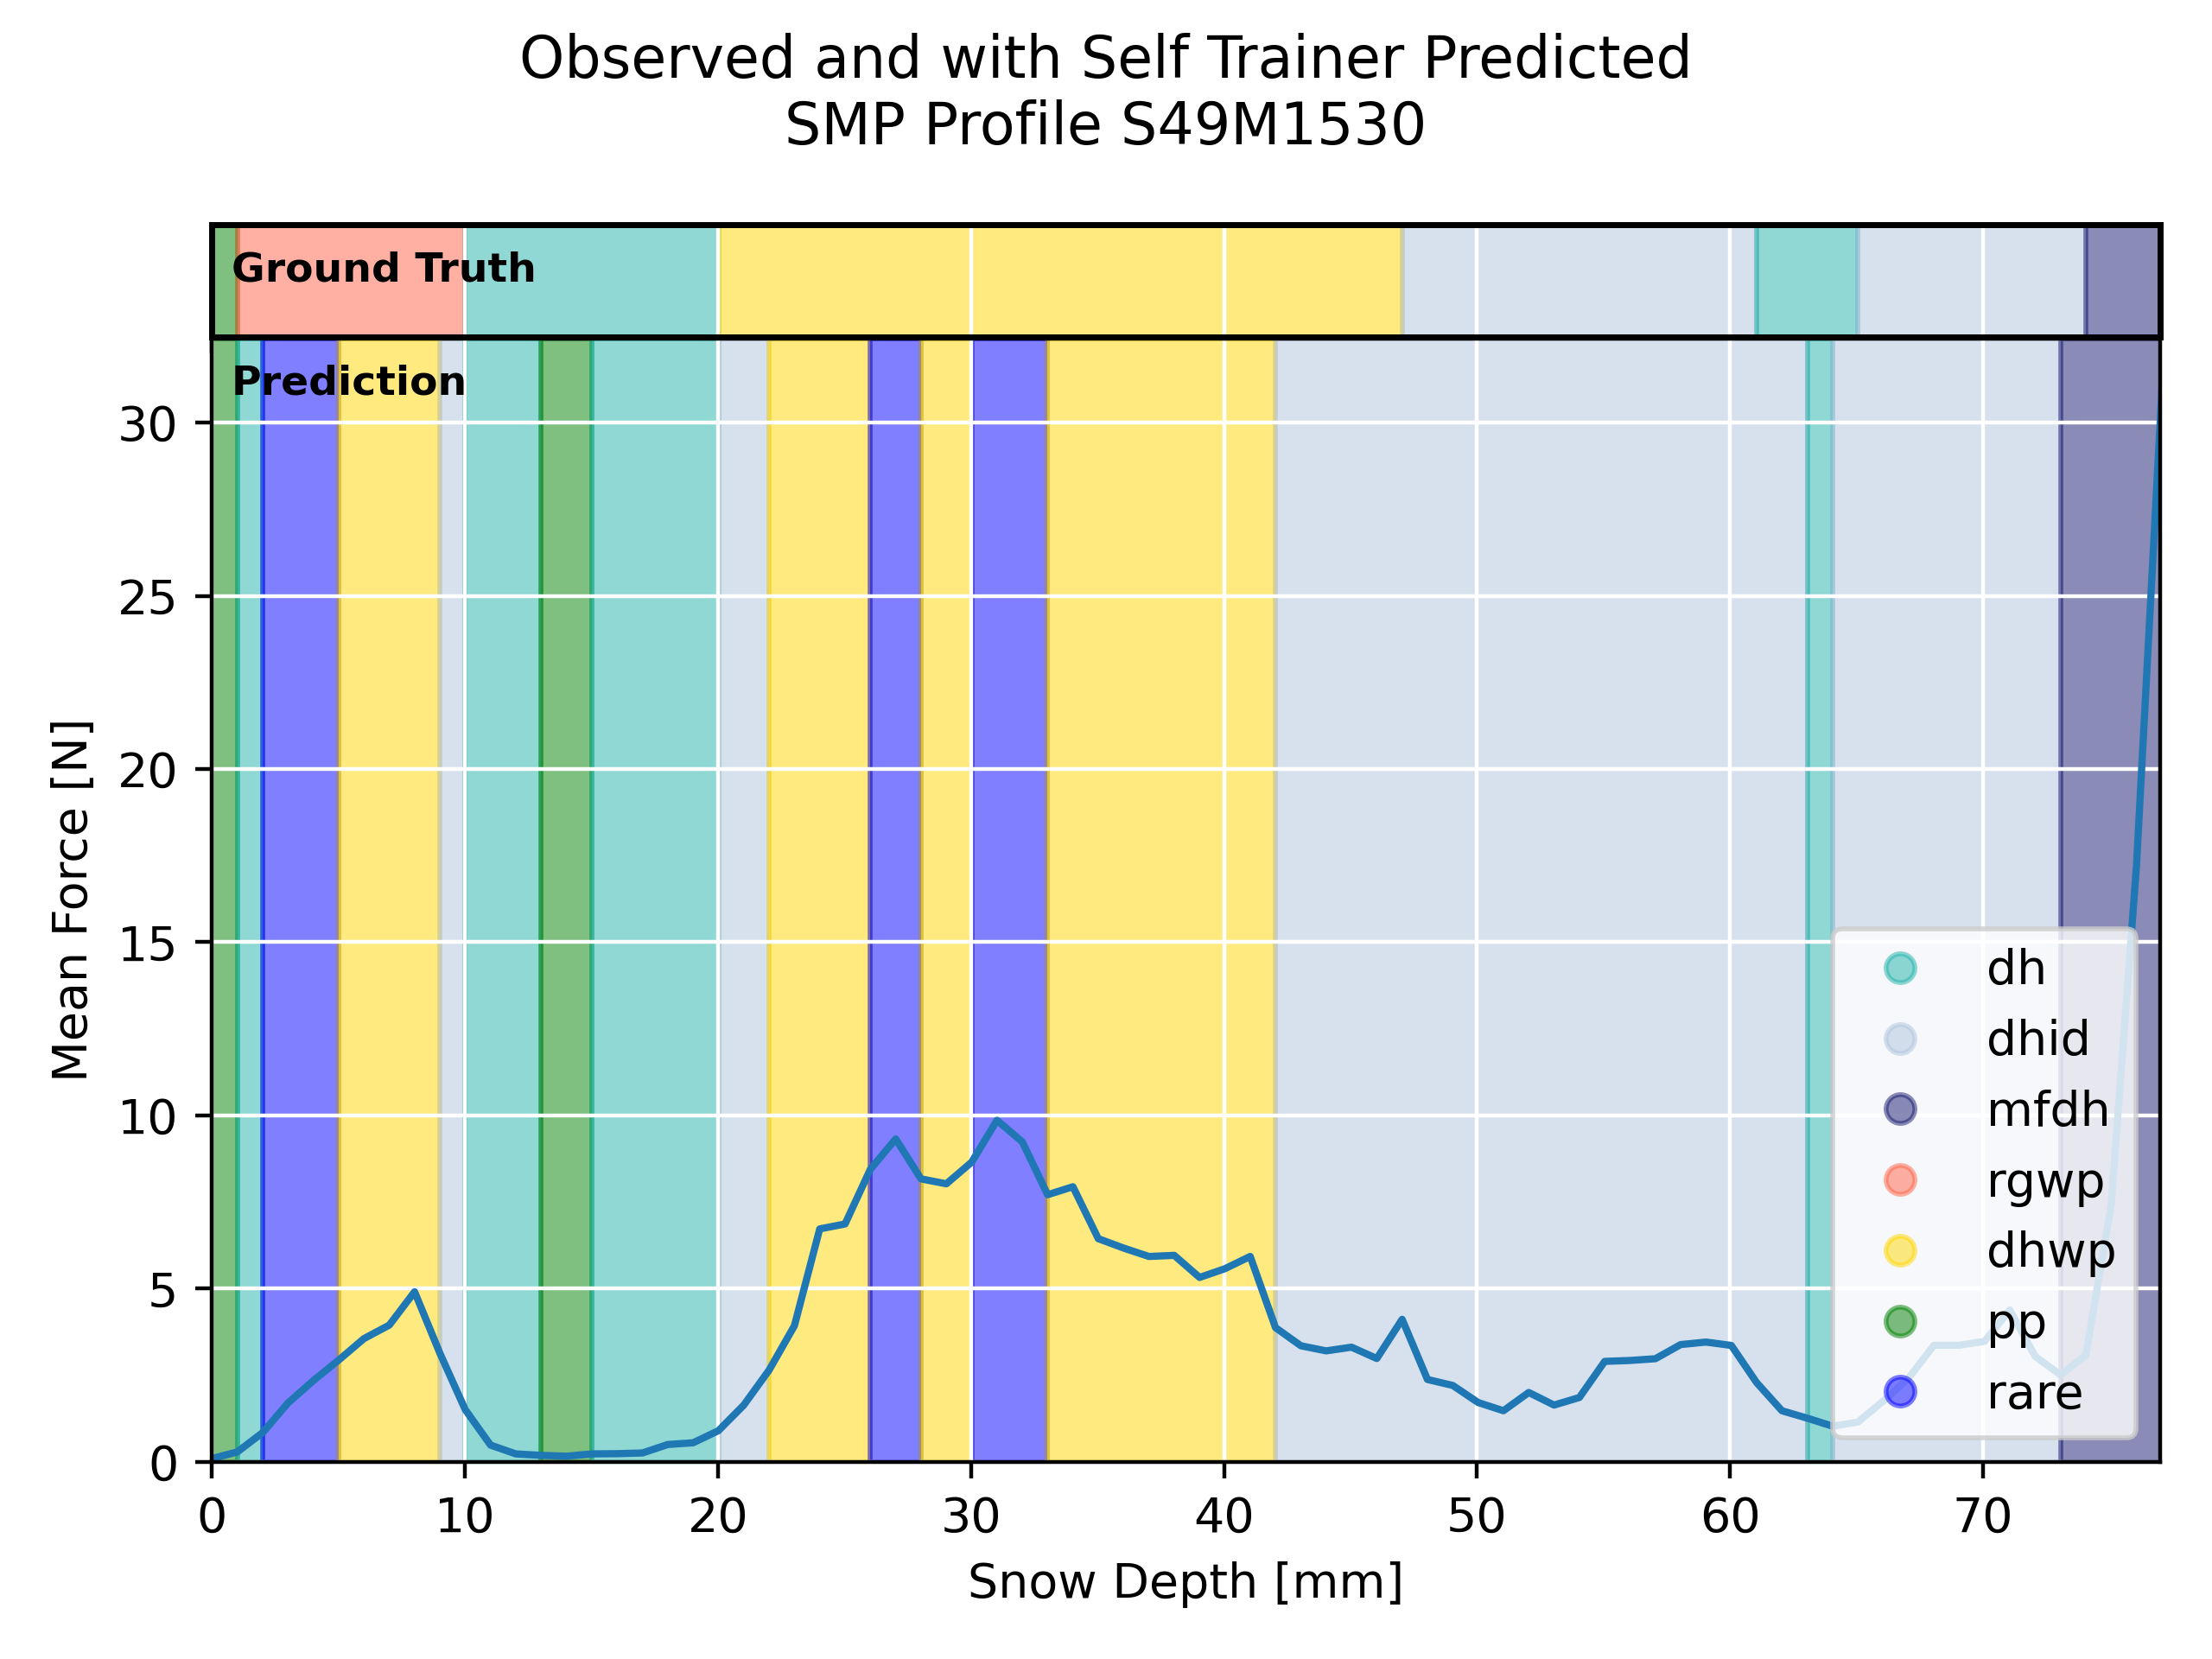 Observed and with Self Trainer Predicted
SMP Profile S49M1530
Ground Truth
Prediction
30
25
20
15
10
5
0
Mean Force [N]
dh
dhid
mfdh
rgwp
dhwp
pp
rare
0 10 20 30 40 50 60 70
Snow Depth [mm]